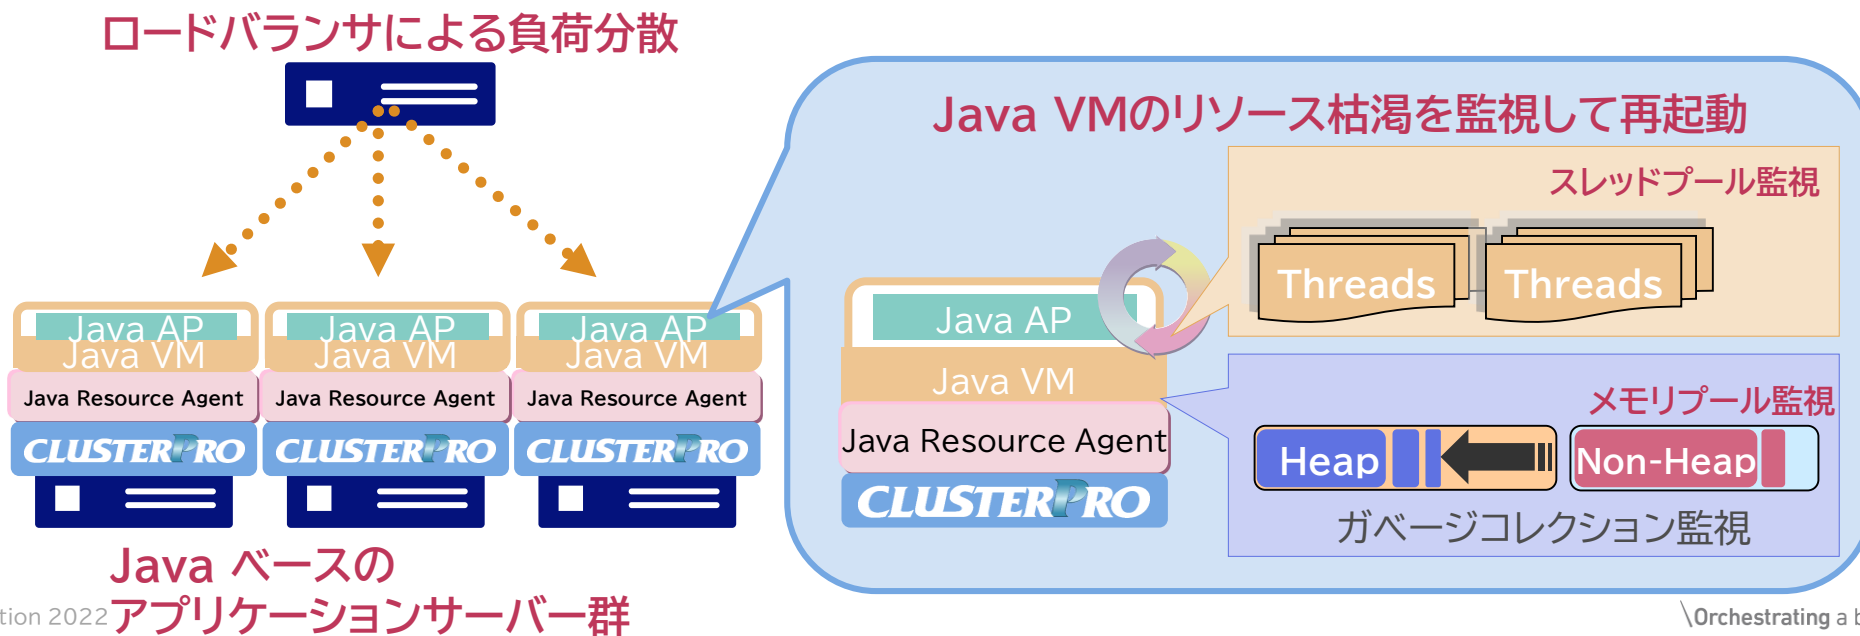 ロードバランサによる負荷分散
Java AP
Java VM
Java Resource Agent
CLUSTERPRO
Java AP
Java VM
Java Resource Agent
CLUSTERPRO
Java AP
Java VM
Java Resource Agent
CLUSTERPRO
Java ベースの
アプリケーションサーバー群
Java VMのリソース枯渇を監視して再起動
Java AP
Java VM
Java Resource Agent
CLUSTERPRO
スレッドプール監視
Threads
Threads
メモリプール監視
Heap
Non-Heap
ガベージコレクション監視
tion 2022
\Orchestrating a b